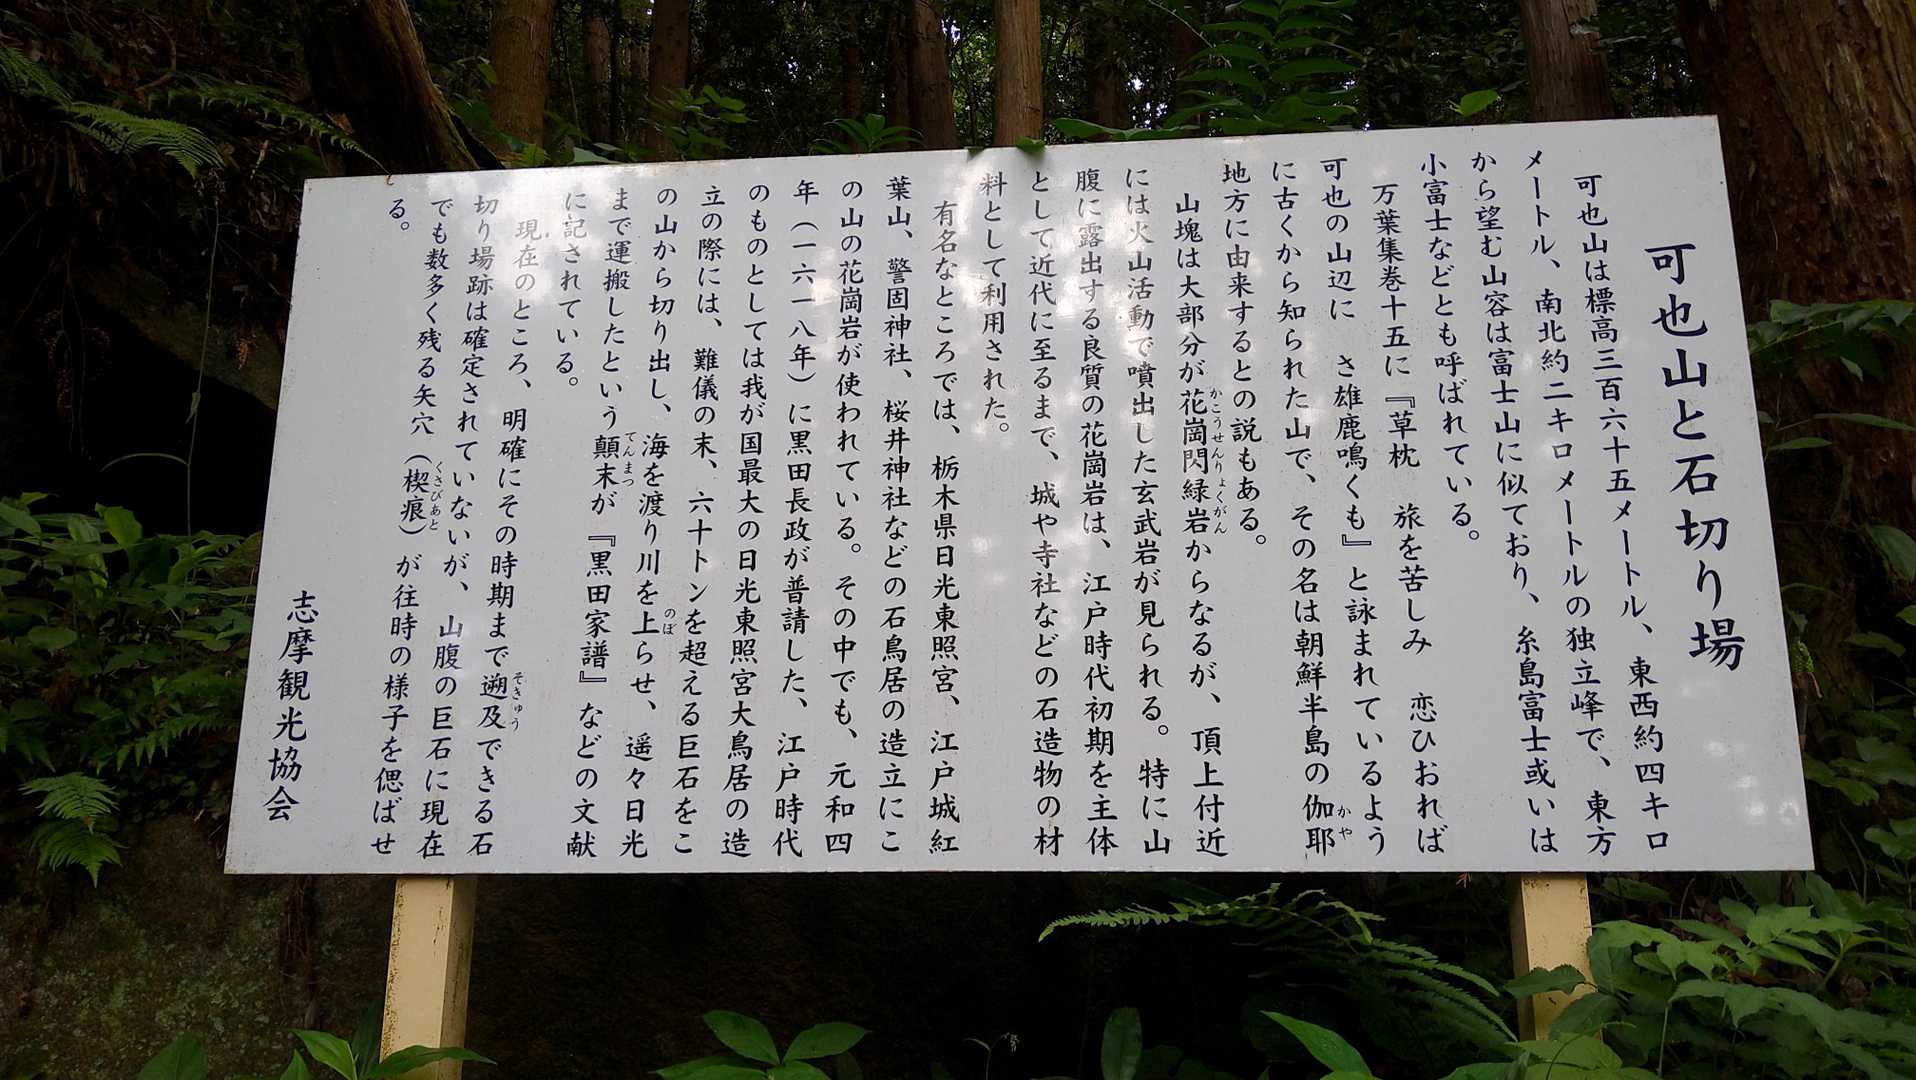 可也山と石切り場
可也山は標高三百六十五メートル、東西約四キロ
メートル、南北約二キロメートルの独立峰で、東方
から望む山容は富士山に似ており、糸島富士或いは
小富士などとも呼ばれている。
万葉集巻十五に『草枕　旅を苦しみ　恋ひおれば
可也の山辺に　さ雄鹿鳴くも』と詠まれているよう
に古くから知られた山で、その名は朝鮮半島の伽耶
地方に由来するとの説もある。
山塊は大部分が花崗閃緑岩からなるが、頂上付近
には火山活動で噴出した玄武岩が見られる。特に山
腹に露出する良質の花崗岩は、江戸時代初期を主体
として近代に至るまで、城や寺社などの石造物の材
料として利用された。
有名なところでは、栃木県日光東照宮、江戸城紅
葉山、警固神社、桜井神社などの石鳥居の造立にこ
の山の花崗岩が使われている。その中でも、元和四
年（一六一八年）に黒田長政が普請した、江戸時代
のものとしては我が国最大の日光東照宮大鳥居の造
立の際には、難儀の末、六十トンを超える巨石をこ
の山から切り出し、海を渡り川を上らせ、遥々日光
まで運搬したという顛末が『黒田家譜』などの文献
に記されている。
現在のところ、明確にその時期まで遡及できる石
切り場跡は確定されていないが、山腹の巨石に現在
でも数多く残る矢穴（楔痕）が往時の様子を偲ばせ
る。
志摩観光協会